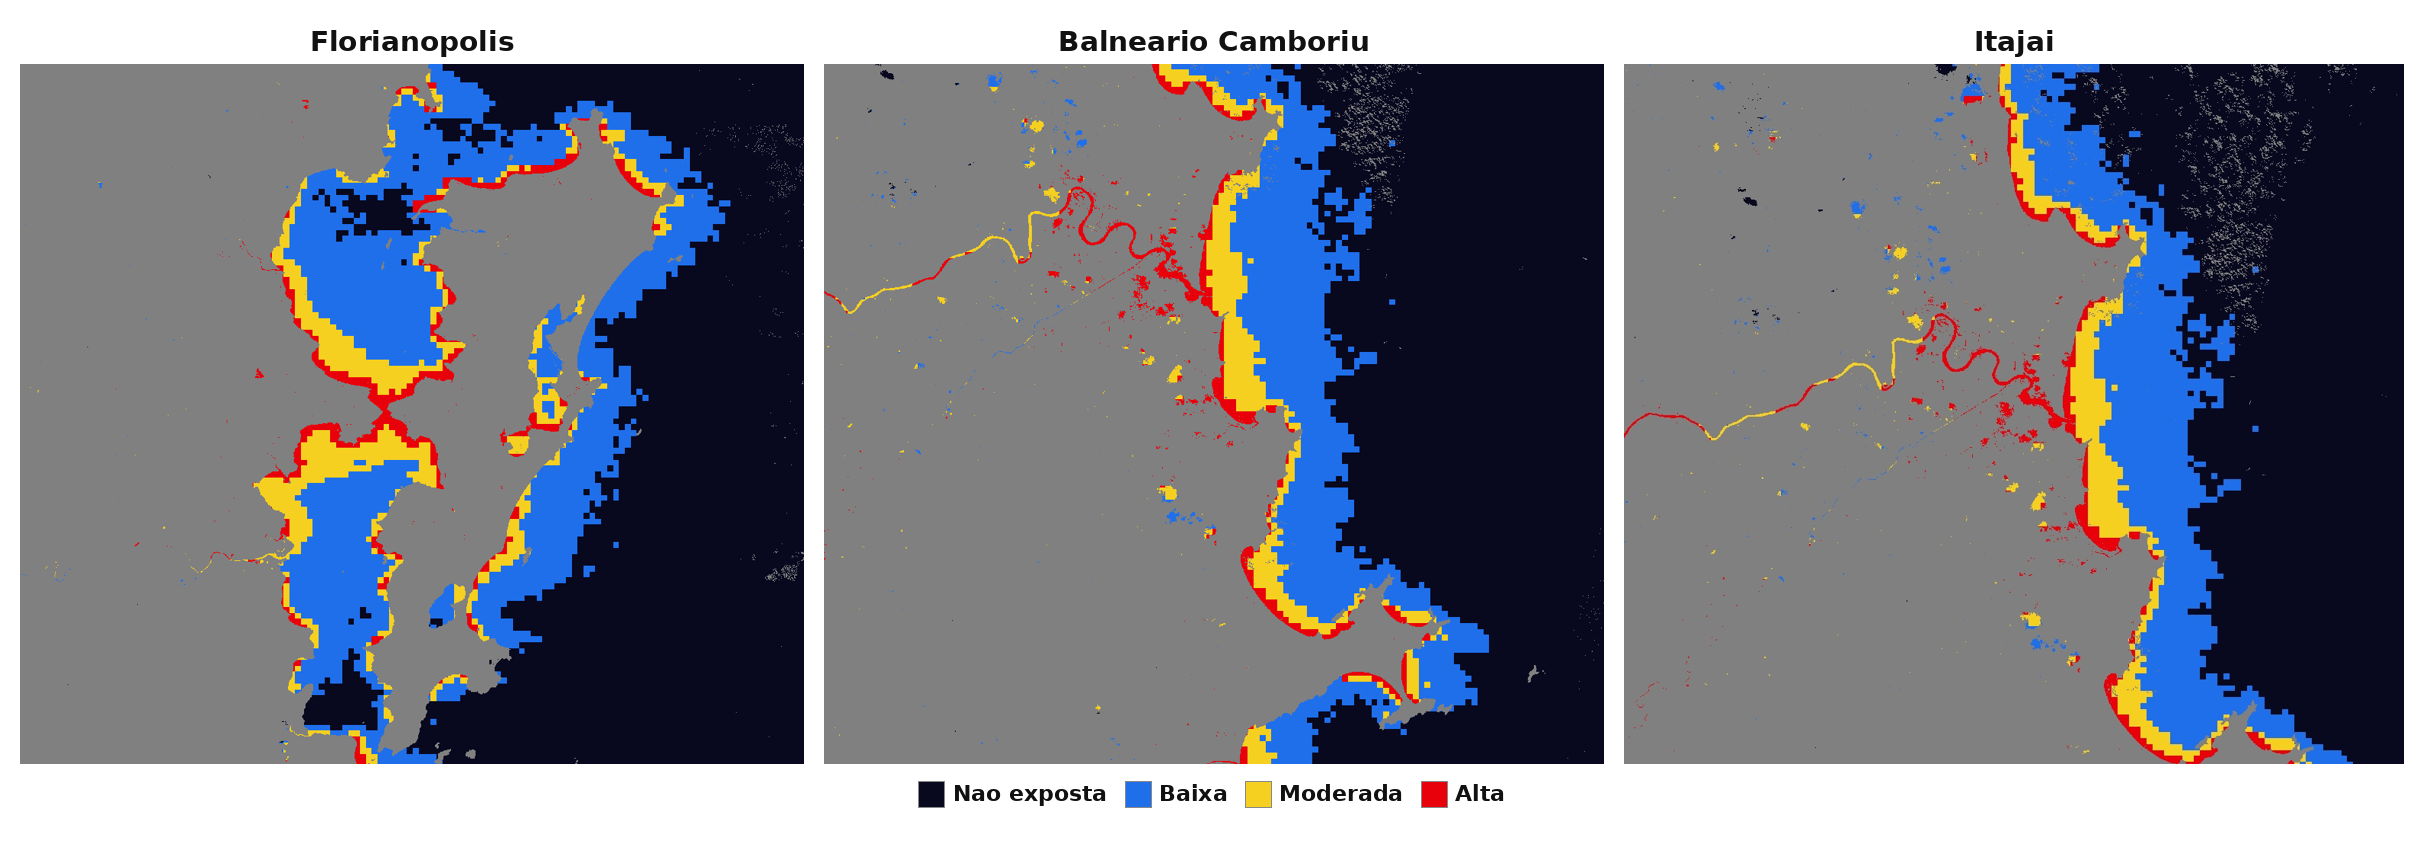 Florianopolis
Balneario Camboriu
Itajai
Nao exposta
Baixa
Moderada
Alta